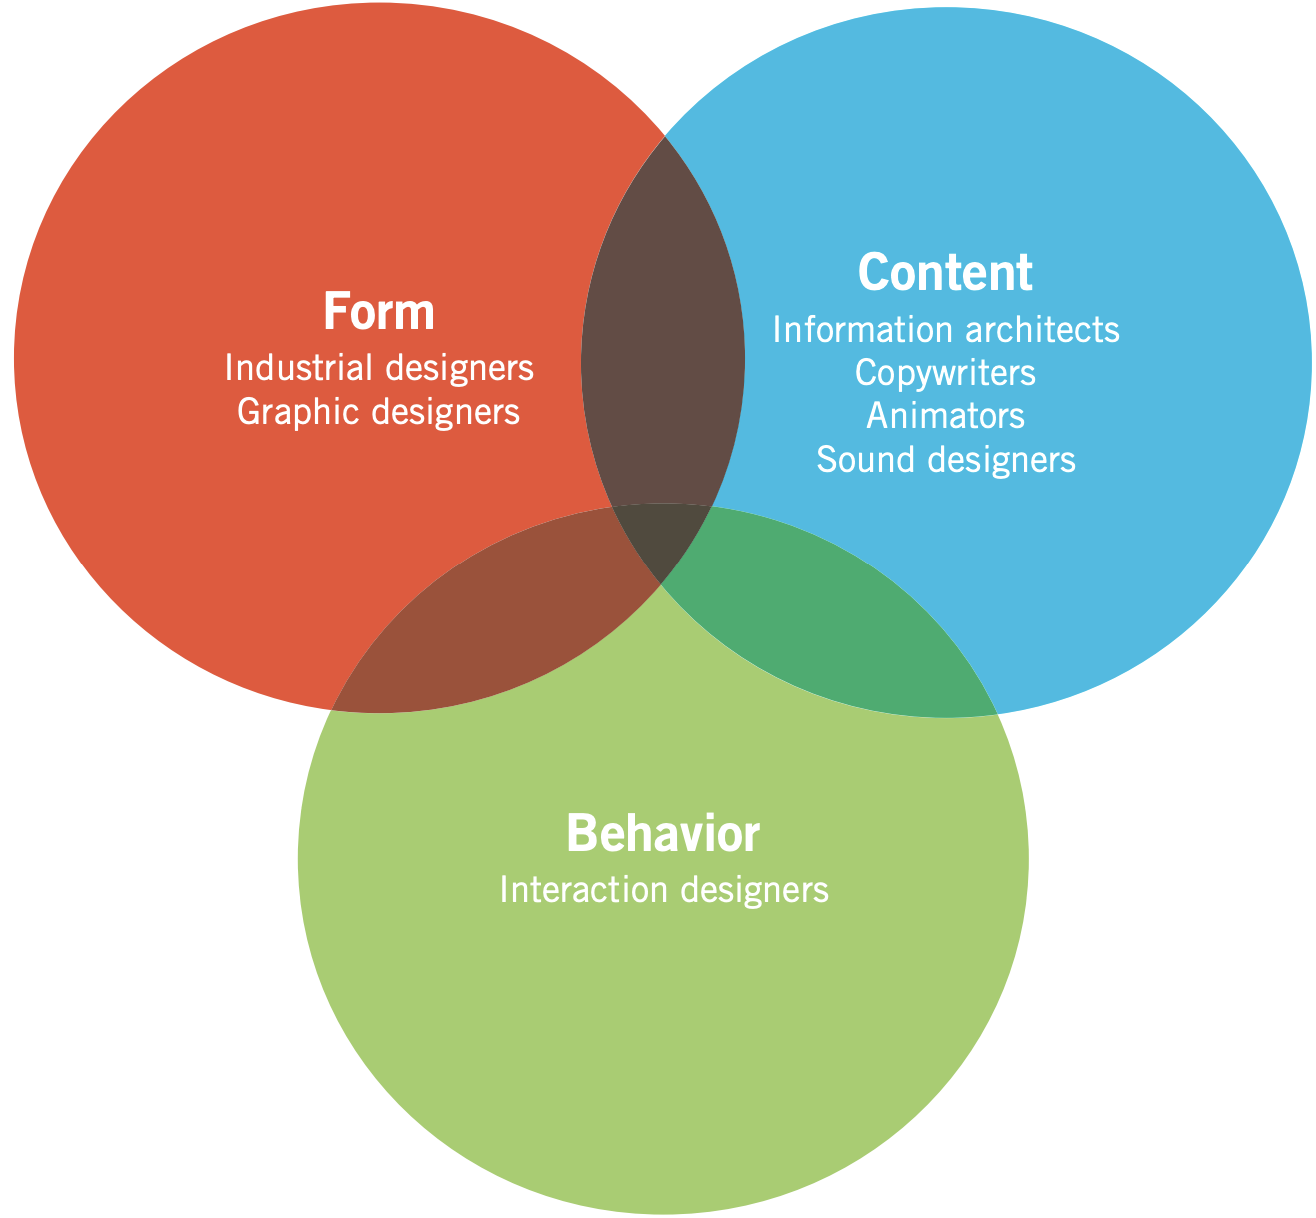 Form
Industrial designers
Graphic designers
Content
Information architects
Copywriters
Animators
Sound designers
Behavior
Interaction designers